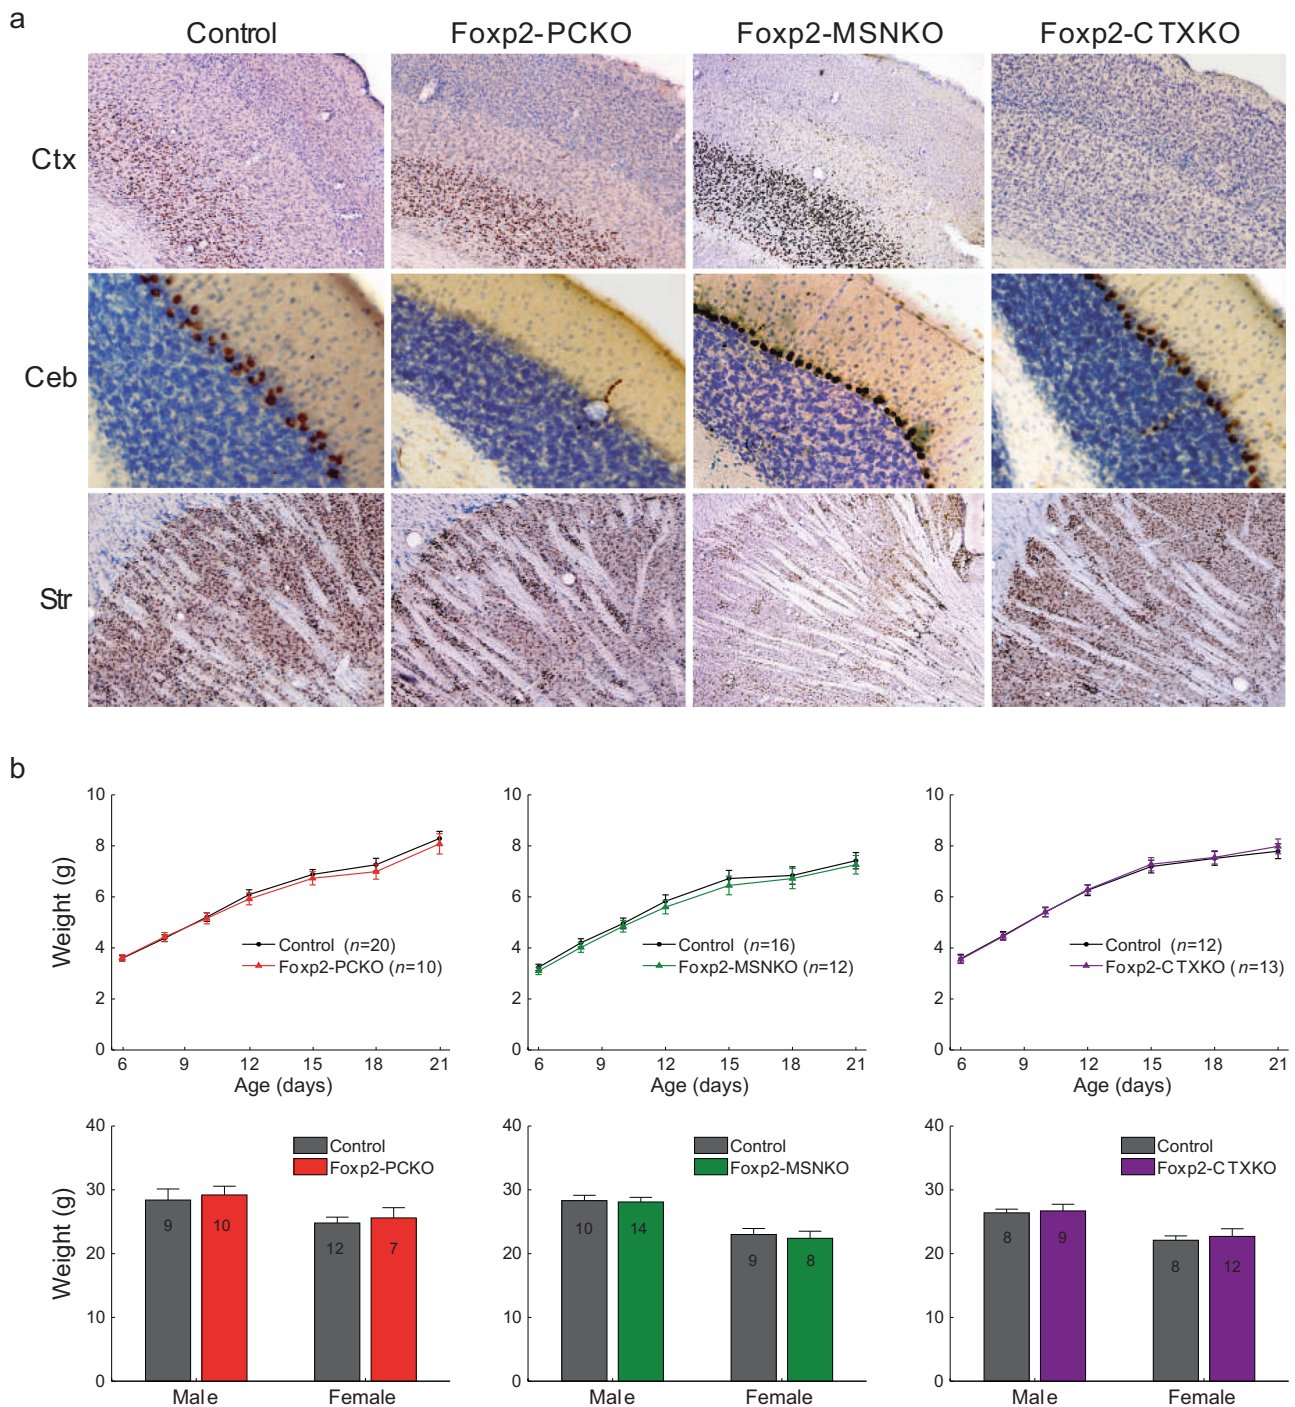 a
Control Foxp2-PCKO Foxp2-MSNKO Foxp2-CTXKO
Ctx
Ceb
Str
b
10
8
6
4
2
0
Weight (g)
Control (n=20)
Foxp2-PCKO (n=10)
6 9 12 15 18 21
Age (days)
10
8
6
4
2
0
Control (n=16)
Foxp2-MSNKO (n=12)
6 9 12 15 18 21
Age (days)
10
8
6
4
2
0
Control (n=12)
Foxp2-CTXKO (n=13)
6 9 12 15 18 21
Age (days)
40
30
20
10
0
Weight (g)
Control
Foxp2-PCKO
9 10 12 7
Male Female
40
30
20
10
0
Control
Foxp2-MSNKO
10 14 9 8
Male Female
40
30
20
10
0
Control
Foxp2-CTXKO
8 9 8 12
Male Female